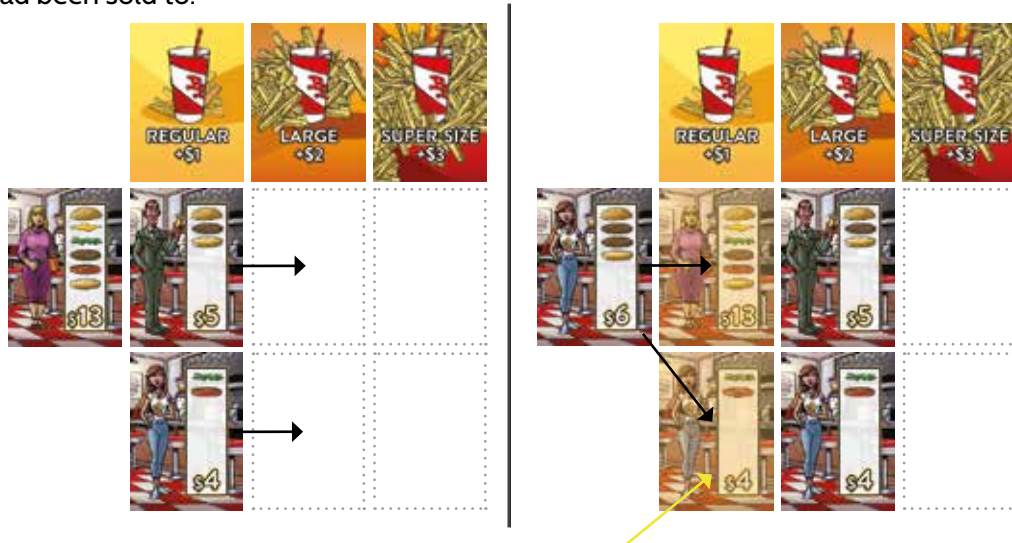 had been sold to.
REGULAR
+$1
LARGE
+$2
SUPER SIZE
+$3
$13
$5
$4
REGULAR
+$1
LARGE
+$2
SUPER SIZE
+$3
$6
$13
$5
$4
$4